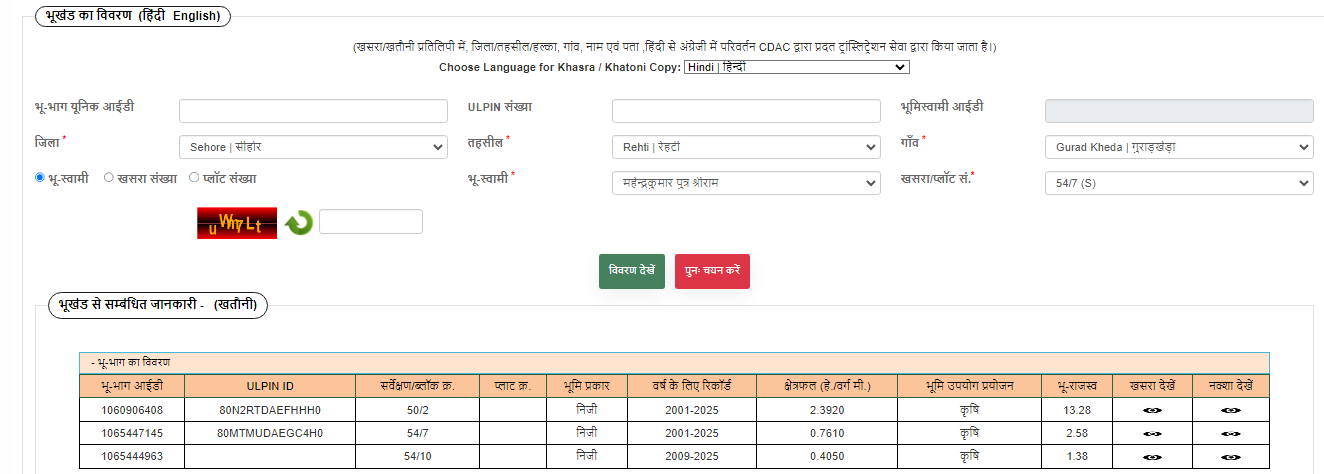 भूखंड का विवरण (हिंदी English)
(खसरा/खतौनी प्रतिलिपी में, जिला/तहसील/हल्का, गांव, नाम एवं पता ,हिंदी से अंग्रेजी में परिवर्तन CDAC द्वारा प्रदत ट्रांस्लिट्रेशन सेवा द्वारा किया जाता है।)
Choose Language for Khasra / Khatoni Copy: Hindi | हिन्दी
भू-भाग यूनिक आईडी ULPIN संख्या भूमिस्वामी आईडी
जिला * Sehore | सीहोर तहसील * Rehti | रेहटी गाँव * Gurad Kheda | गुराड़खेड़ा
भू-स्वामी खसरा संख्या प्लॉट संख्या भू-स्वामी * महेन्द्रकुमार पुत्र श्रीराम खसरा/प्लॉट सं.* 54/7 (S)
uWm7Lt
विवरण देखें पुनः चयन करें
भूखंड से सम्बंधित जानकारी - (खतौनी)
- भू-भाग का विवरण
भू-भाग आईडी ULPIN ID सर्वेक्षण/ब्लॉक क्र. प्लाट क्र. भूमि प्रकार वर्ष के लिए रिकॉर्ड क्षेत्रफल (हे./वर्ग मी.) भूमि उपयोग प्रयोजन भू-राजस्व खसरा देखें नक्शा देखें
1060906408 80N2RTDAEFHHH0 50/2 निजी 2001-2025 2.3920 कृषि 13.28
1065447145 80MTMUDAEGC4H0 54/7 निजी 2001-2025 0.7610 कृषि 2.58
1065444963 54/10 निजी 2009-2025 0.4050 कृषि 1.38